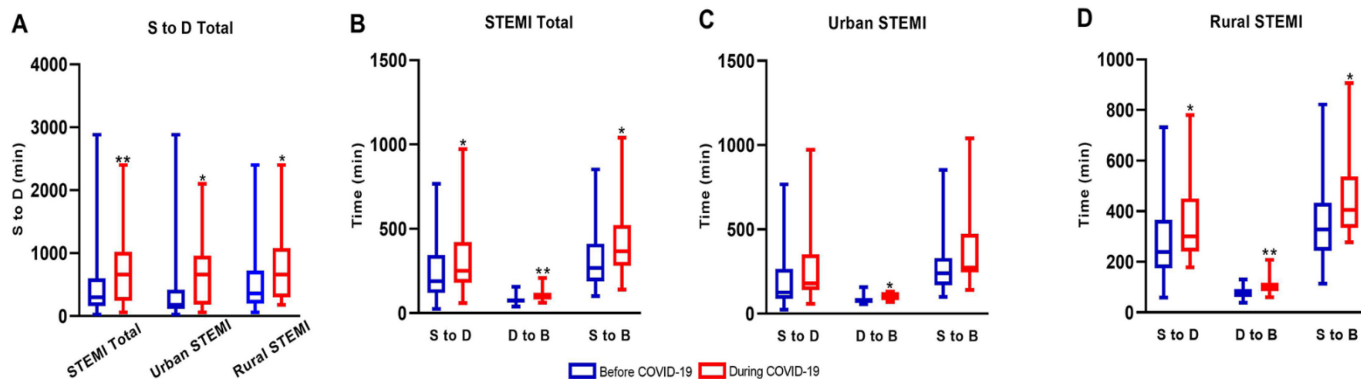 A
S to D Total
S to D (min)
4000
3000
2000
1000
0
**
*
*
STEMI Total
Urban STEMI
Rural STEMI
B
STEMI Total
Time (min)
1500
1000
500
0
*
**
*
S to D
D to B
S to B
C
Urban STEMI
Time (min)
1500
1000
500
0
*
S to D
D to B
S to B
D
Rural STEMI
Time (min)
1000
800
600
400
200
0
*
**
*
S to D
D to B
S to B
Before COVID-19
During COVID-19